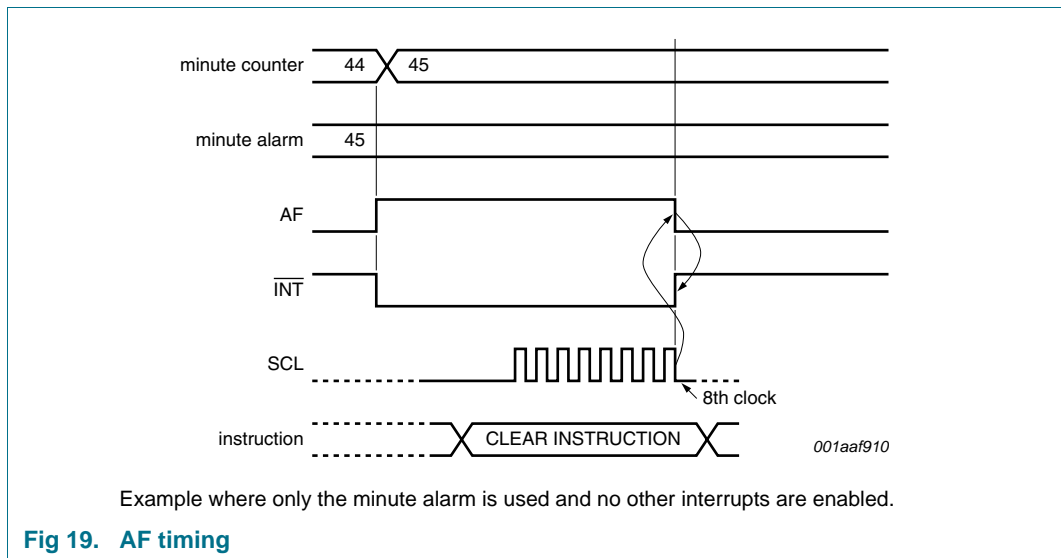 minute counter 44 45
minute alarm 45
AF
INT
SCL
8th clock
instruction CLEAR INSTRUCTION
001aaf910
Example where only the minute alarm is used and no other interrupts are enabled.
Fig 19. AF timing